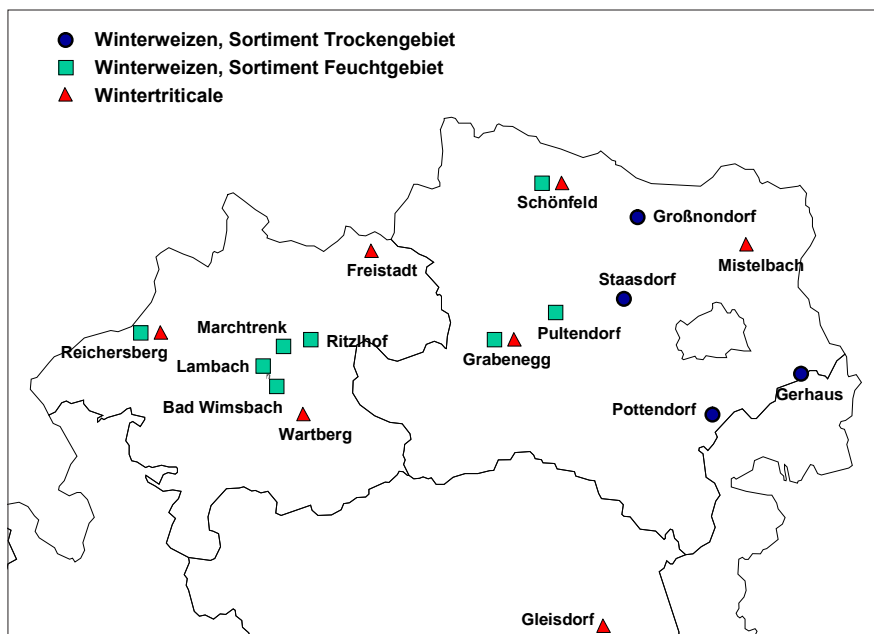 Winterweizen, Sortiment Trockengebiet
Winterweizen, Sortiment Feuchtgebiet
Wintertriticale
Schönfeld
Großnondorf
Mistelbach
Freistadt
Staasdorf
Marchtrenk
Ritzlhof
Pultendorf
Reichersberg
Grabenegg
Lambach
Gerhaus
Bad Wimsbach
Pottendorf
Wartberg
Gleisdorf